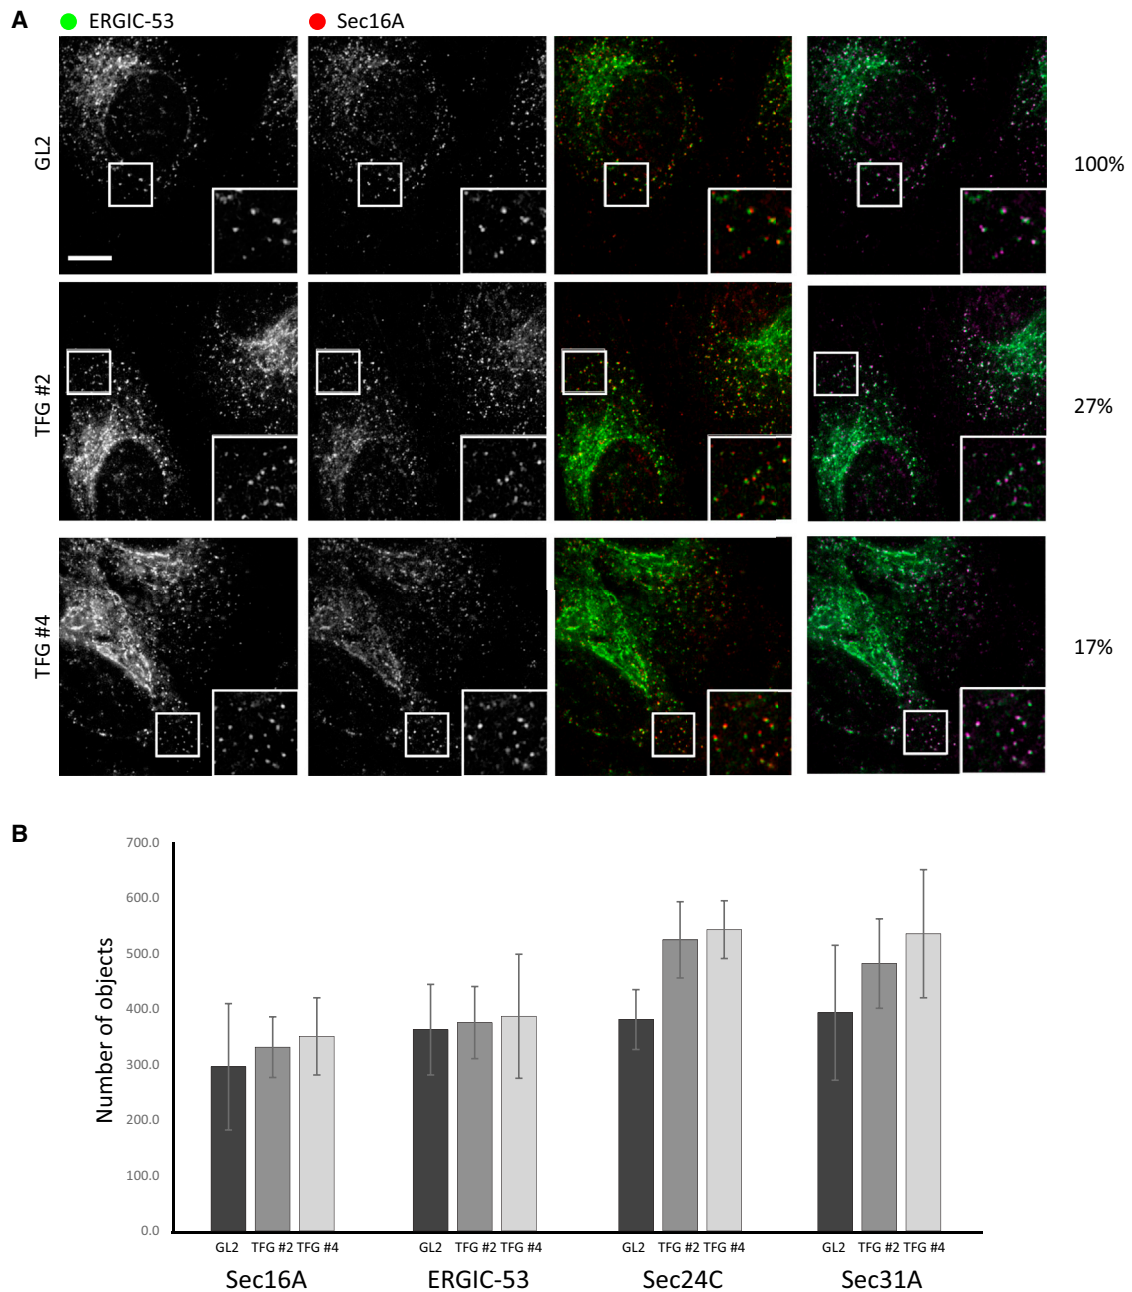 A
ERGIC-53
Sec16A
GL2
100%
TFG #2
27%
TFG #4
17%
B
Number of objects
700.0
600.0
500.0
400.0
300.0
200.0
100.0
0.0
GL2 TFG #2 TFG #4 GL2 TFG #2 TFG #4 GL2 TFG #2 TFG #4 GL2 TFG #2 TFG #4
Sec16A ERGIC-53 Sec24C Sec31A